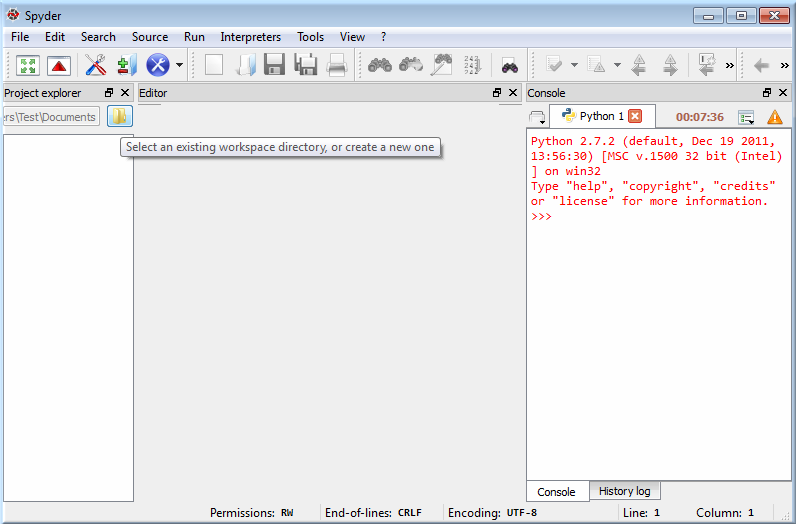 Spyder
File Edit Search Source Run Interpreters Tools View ?
Project explorer
Editor
Console
ers\Test\Documents
Python 1
00:07:36
Select an existing workspace directory, or create a new one
Python 2.7.2 (default, Dec 19 2011,
13:56:30) [MSC v.1500 32 bit (Intel)
] on win32
Type "help", "copyright", "credits"
or "license" for more information.
>>>
Console
History log
Permissions: RW End-of-lines: CRLF Encoding: UTF-8 Line: 1 Column: 1